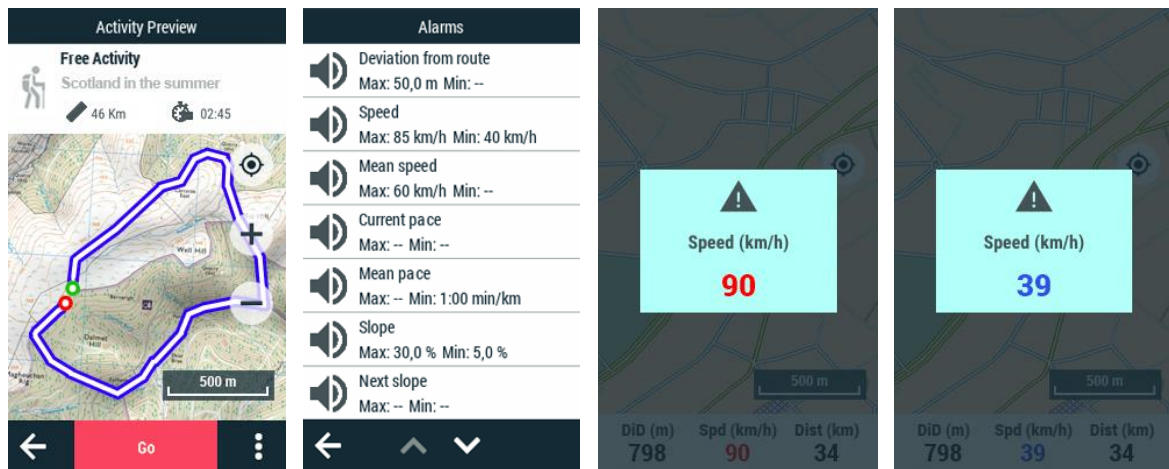 Activity Preview
Free Activity
Scotland in the summer
46 Km 02:45
Well Hill
Dalmet Hill
500 m
Go
Alarms
Deviation from route
Max: 50,0 m Min: --
Speed
Max: 85 km/h Min: 40 km/h
Mean speed
Max: 60 km/h Min: --
Current pace
Max: -- Min: --
Mean pace
Max: -- Min: 1:00 min/km
Slope
Max: 30,0 % Min: 5,0 %
Next slope
Max: -- Min: --
Speed (km/h)
90
500 m
DiD (m) Spd (km/h) Dist (km)
798 90 34
Speed (km/h)
39
500 m
DiD (m) Spd (km/h) Dist (km)
798 39 34